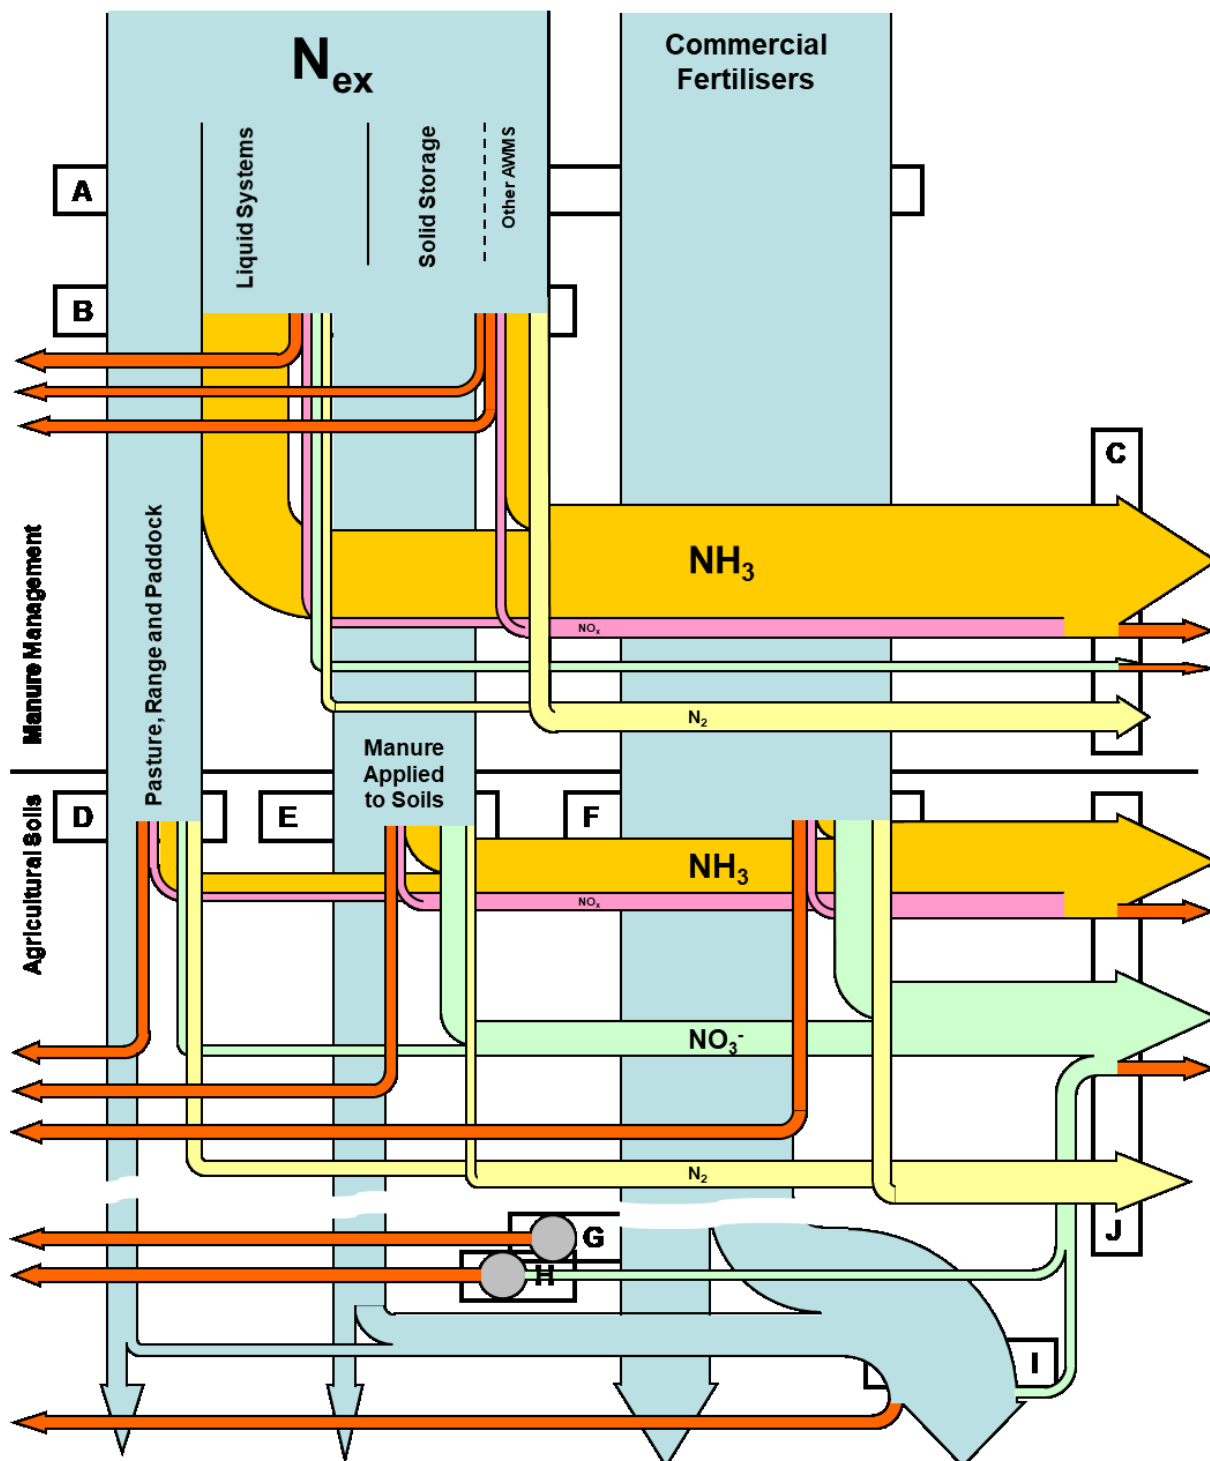 N_ex
Commercial
Fertilisers
Liquid Systems
Solid Storage
Other AWMS
A
B
C
Manure Management
Pasture, Range and Paddock
NH₃
NOₓ
N₂
Manure
Applied
to Soils
D
E
F
Agricultural Soils
NH₃
NOₓ
NO₃⁻
N₂
G
J
H
I